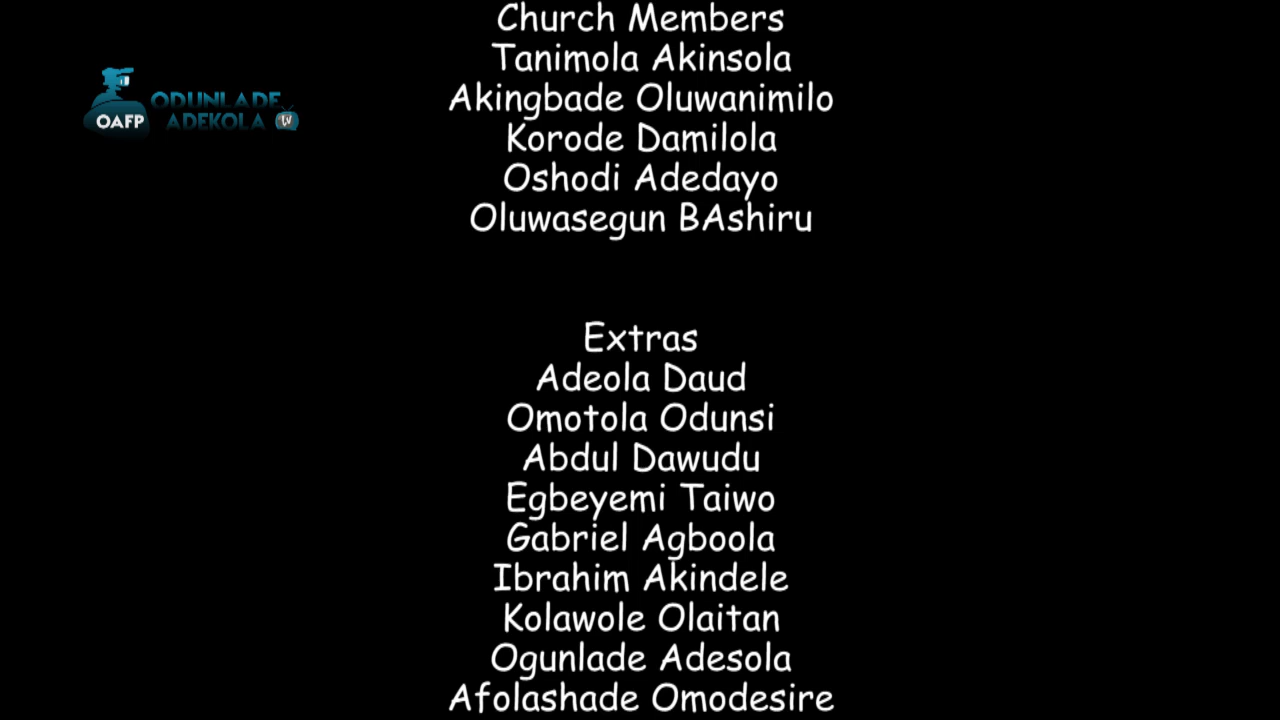 Church Members
Tanimola Akinsola
Akingbade Oluwanimilo
Korode Damilola
Oshodi Adedayo
Oluwasegun BAshiru
OAFP
ODUNLADE
ADEKOLA TV
Extras
Adeola Daud
Omotola Odunsi
Abdul Dawudu
Egbeyemi Taiwo
Gabriel Agboola
Ibrahim Akindele
Kolawole Olaitan
Ogunlade Adesola
Afolashade Omodesire